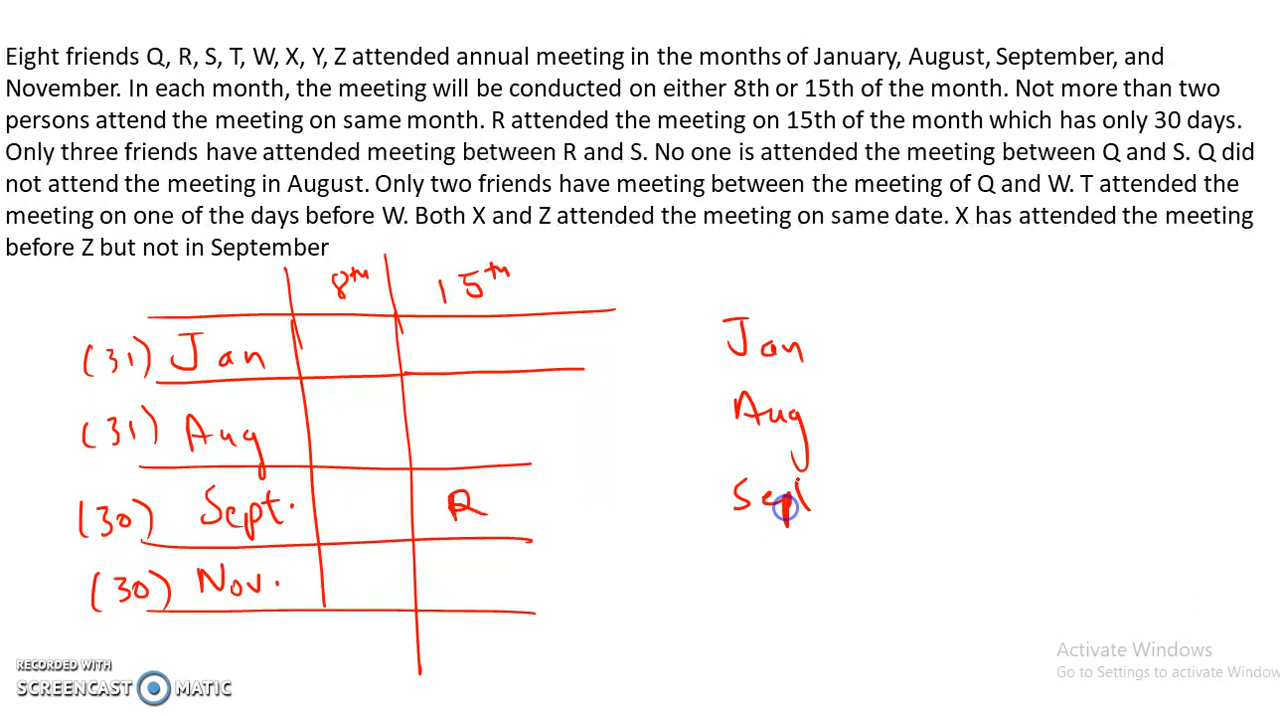 Eight friends Q, R, S, T, W, X, Y, Z attended annual meeting in the months of January, August, September, and
November. In each month, the meeting will be conducted on either 8th or 15th of the month. Not more than two
persons attend the meeting on same month. R attended the meeting on 15th of the month which has only 30 days.
Only three friends have attended meeting between R and S. No one is attended the meeting between Q and S. Q did
not attend the meeting in August. Only two friends have meeting between the meeting of Q and W. T attended the
meeting on one of the days before W. Both X and Z attended the meeting on same date. X has attended the meeting
before Z but not in September
8th 15th
(31) Jan
(31) Aug
(30) Sept. R
(30) Nov.
Jan
Aug
Sept
Activate Windows
Go to Settings to activate Window
RECORDED WITH
SCREENCAST MATIC